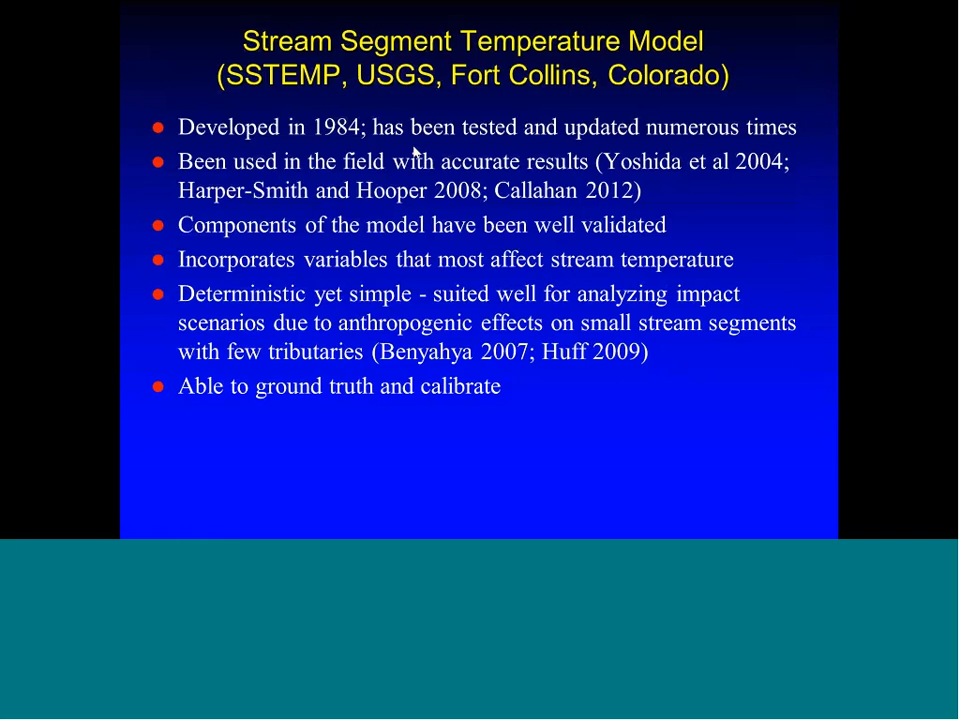 Stream Segment Temperature Model
(SSTEMP, USGS, Fort Collins, Colorado)
● Developed in 1984; has been tested and updated numerous times
● Been used in the field with accurate results (Yoshida et al 2004;
Harper-Smith and Hooper 2008; Callahan 2012)
● Components of the model have been well validated
● Incorporates variables that most affect stream temperature
● Deterministic yet simple - suited well for analyzing impact
scenarios due to anthropogenic effects on small stream segments
with few tributaries (Benyahya 2007; Huff 2009)
● Able to ground truth and calibrate